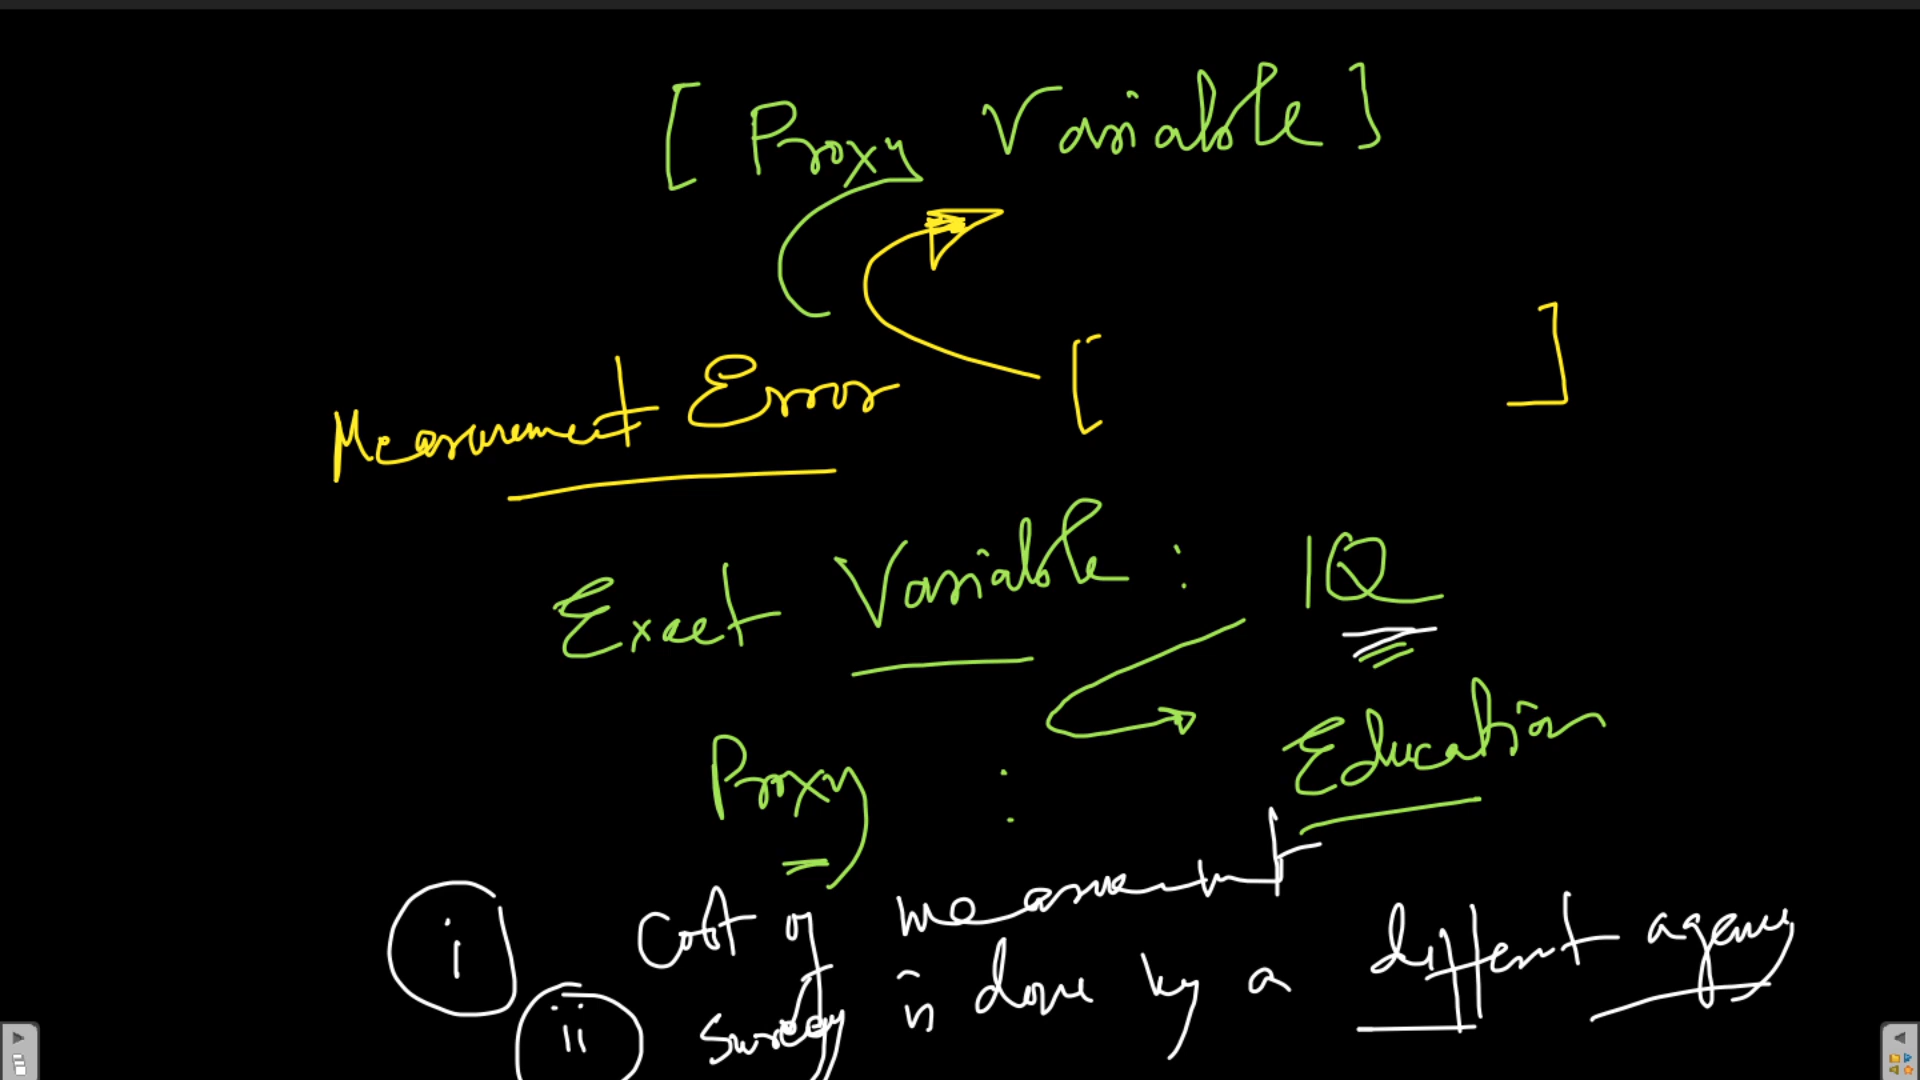 [ Proxy Variable ]
Measurement Error [ ]
Exact Variable : IQ
Proxy : Education
i Cost of measurement
ii Survey is done by a different agency